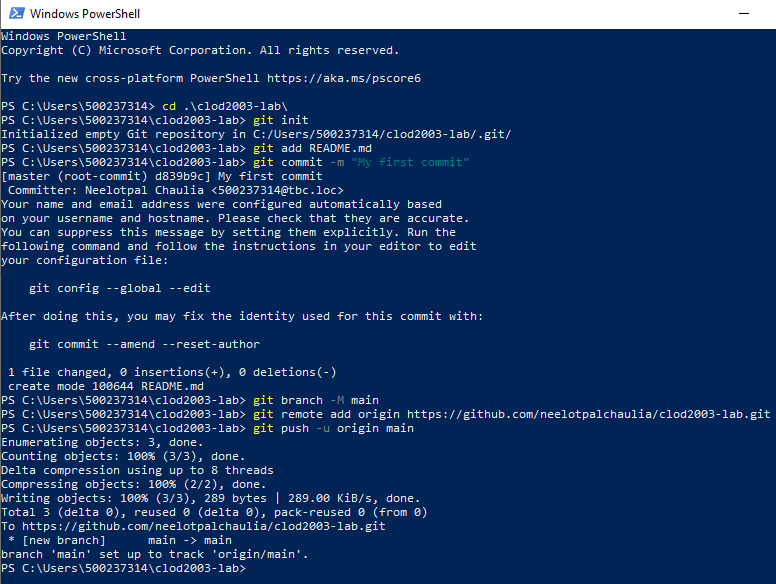 Windows PowerShell
Windows PowerShell
Copyright (C) Microsoft Corporation. All rights reserved.
Try the new cross-platform PowerShell https://aka.ms/pscore6
PS C:\Users\500237314> cd .\clod2003-lab\
PS C:\Users\500237314\clod2003-lab> git init
Initialized empty Git repository in C:/Users/500237314/clod2003-lab/.git/
PS C:\Users\500237314\clod2003-lab> git add README.md
PS C:\Users\500237314\clod2003-lab> git commit -m "My first commit"
[master (root-commit) d839b9c] My first commit
 Committer: Neelotpal Chaulia <500237314@tbc.loc>
Your name and email address were configured automatically based
on your username and hostname. Please check that they are accurate.
You can suppress this message by setting them explicitly. Run the
following command and follow the instructions in your editor to edit
your configuration file:
    git config --global --edit
After doing this, you may fix the identity used for this commit with:
    git commit --amend --reset-author
 1 file changed, 0 insertions(+), 0 deletions(-)
 create mode 100644 README.md
PS C:\Users\500237314\clod2003-lab> git branch -M main
PS C:\Users\500237314\clod2003-lab> git remote add origin https://github.com/neelotpalchaulia/clod2003-lab.git
PS C:\Users\500237314\clod2003-lab> git push -u origin main
Enumerating objects: 3, done.
Counting objects: 100% (3/3), done.
Delta compression using up to 8 threads
Compressing objects: 100% (2/2), done.
Writing objects: 100% (3/3), 289 bytes | 289.00 KiB/s, done.
Total 3 (delta 0), reused 0 (delta 0), pack-reused 0 (from 0)
To https://github.com/neelotpalchaulia/clod2003-lab.git
 * [new branch]      main -> main
branch 'main' set up to track 'origin/main'.
PS C:\Users\500237314\clod2003-lab>